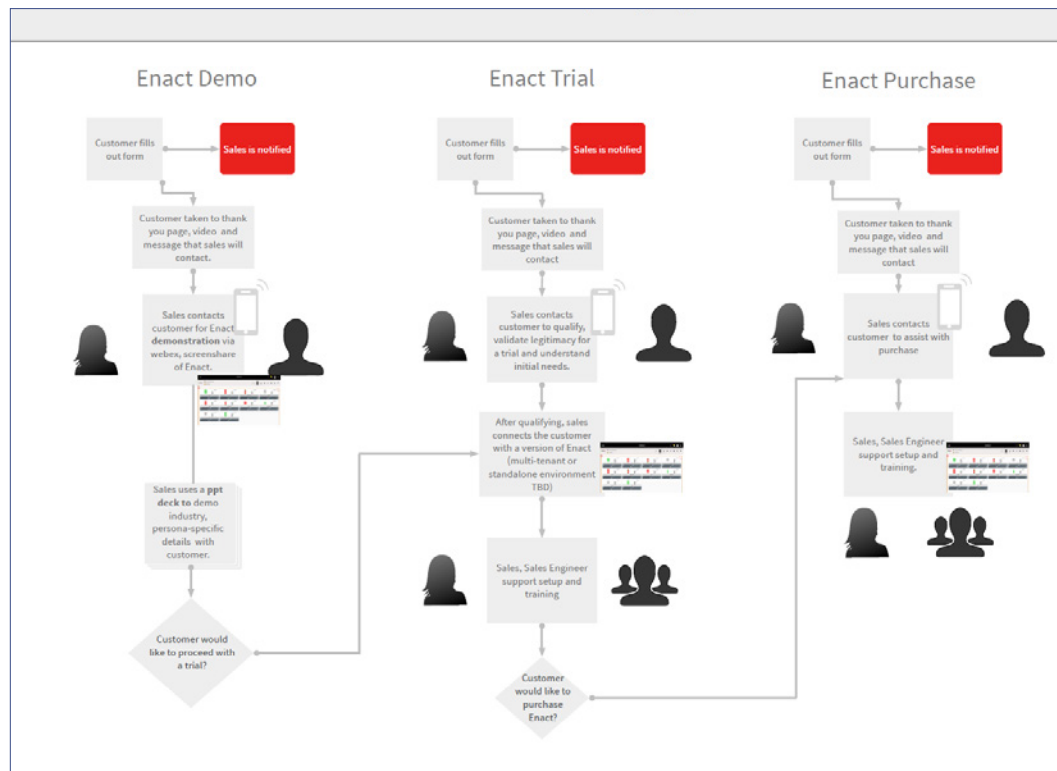 Enact Demo
Enact Trial
Enact Purchase
Customer fills
out form
Sales is notified
Customer taken to thank
you page, video and
message that sales will
contact.
Sales contacts
customer for Enact
demonstration via
webex, screenshare
of Enact.
Sales uses a ppt
deck to demo
industry,
persona-specific
details with
customer.
Customer would
like to proceed with
a trial?
Customer fills
out form
Sales is notified
Customer taken to thank
you page, video and
message that sales will
contact
Sales contacts
customer to qualify,
validate legitimacy for
a trial and understand
initial needs.
After qualifying, sales
connects the customer
with a version of Enact
(multi-tenant or
standalone environment
TBD)
Sales, Sales Engineer
support setup and
training
Customer
would like to
purchase
Enact?
Customer fills
out form
Sales is notified
Customer taken to thank
you page, video and
message that sales will
contact
Sales contacts
customer to assist with
purchase
Sales, Sales Engineer
support setup and
training.